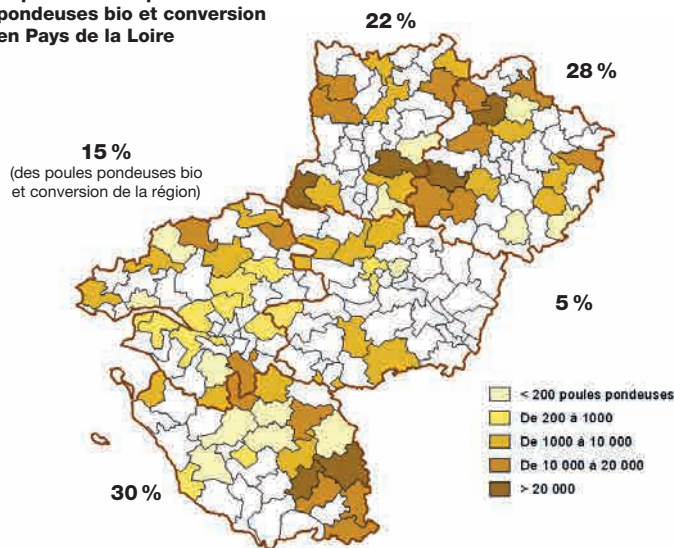 pondeuses bio et conversion
en Pays de la Loire
22 %
28 %
15 %
(des poules pondeuses bio
et conversion de la région)
5 %
30 %
< 200 poules pondeuses
De 200 à 1000
De 1000 à 10 000
De 10 000 à 20 000
> 20 000